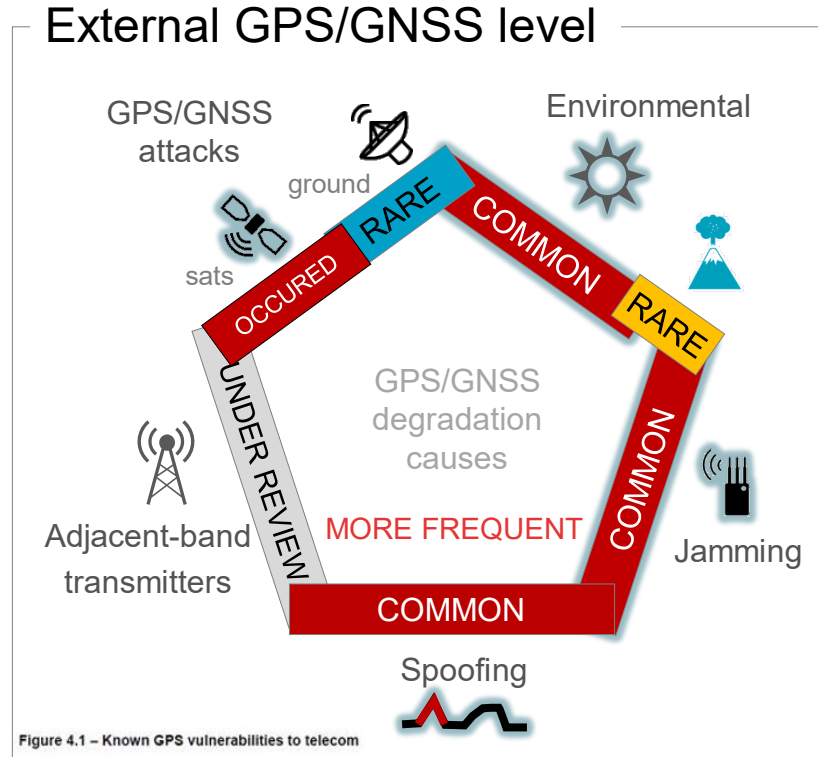 External GPS/GNSS level
GPS/GNSS
attacks
ground
sats
Environmental
RARE
OCCURED
COMMON
RARE
UNDER REVIEW
GPS/GNSS
degradation
causes
MORE FREQUENT
COMMON
Adjacent-band
transmitters
Jamming
COMMON
Spoofing
Figure 4.1 – Known GPS vulnerabilities to telecom